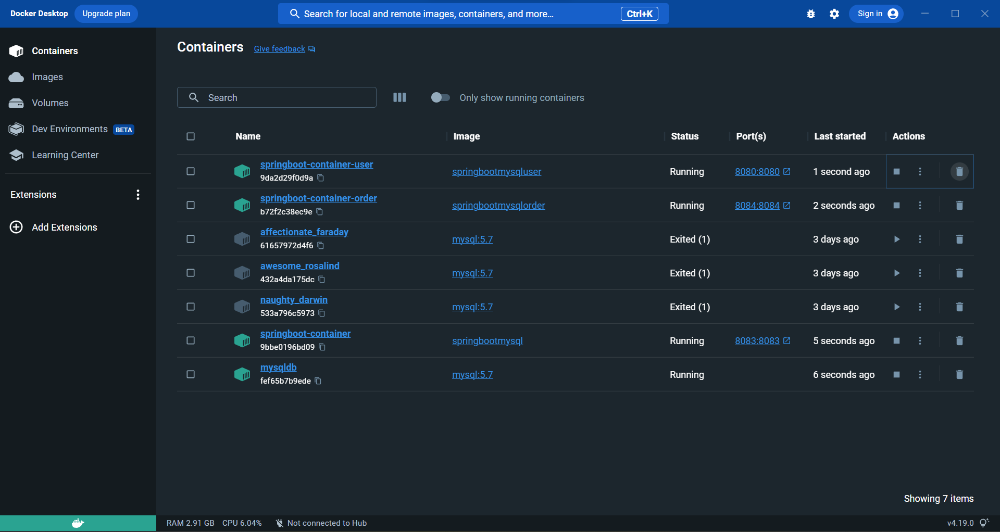 Docker Desktop Upgrade plan Search for local and remote images, containers, and more... Ctrl+K Sign in
Containers
Images
Volumes
Dev Environments BETA
Learning Center
Extensions
Add Extensions
Containers Give feedback
Search Only show running containers
Name Image Status Port(s) Last started Actions
springboot-container-user
9da2d29f0d9a springbootmysqluser Running 8080:8080 1 second ago
springboot-container-order
b72f2c38ec9e springbootmysqlorder Running 8084:8084 2 seconds ago
affectionate_faraday
61657972d4f6 mysql:5.7 Exited (1) 3 days ago
awesome_rosalind
432a4da175dc mysql:5.7 Exited (1) 3 days ago
naughty_darwin
533a796c5973 mysql:5.7 Exited (1) 3 days ago
springboot-container
9bbe0196bd09 springbootmysql Running 8083:8083 5 seconds ago
mysqldb
fef65b7b9ede mysql:5.7 Running 6 seconds ago
Showing 7 items
RAM 2.91 GB CPU 6.04% Not connected to Hub v4.19.0